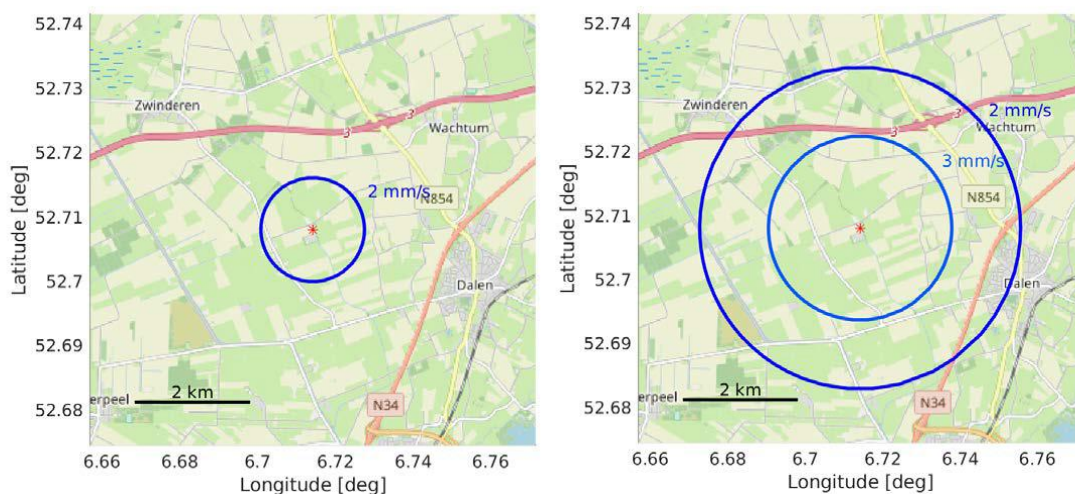 52.74
52.73
52.72
52.71
52.7
52.69
52.68
Latitude [deg]
Zwinderen
3
3
Wachtum
2 mm/s
N854
Dalen
2 km
erpeel
N34
6.66
6.68
6.7
6.72
6.74
6.76
Longitude [deg]
52.74
52.73
52.72
52.71
52.7
52.69
52.68
Latitude [deg]
Zwinderen
3
3
2 mm/s
Wachtum
3 mm/s
N854
Dalen
2 km
erpeel
N34
6.66
6.68
6.7
6.72
6.74
6.76
Longitude [deg]